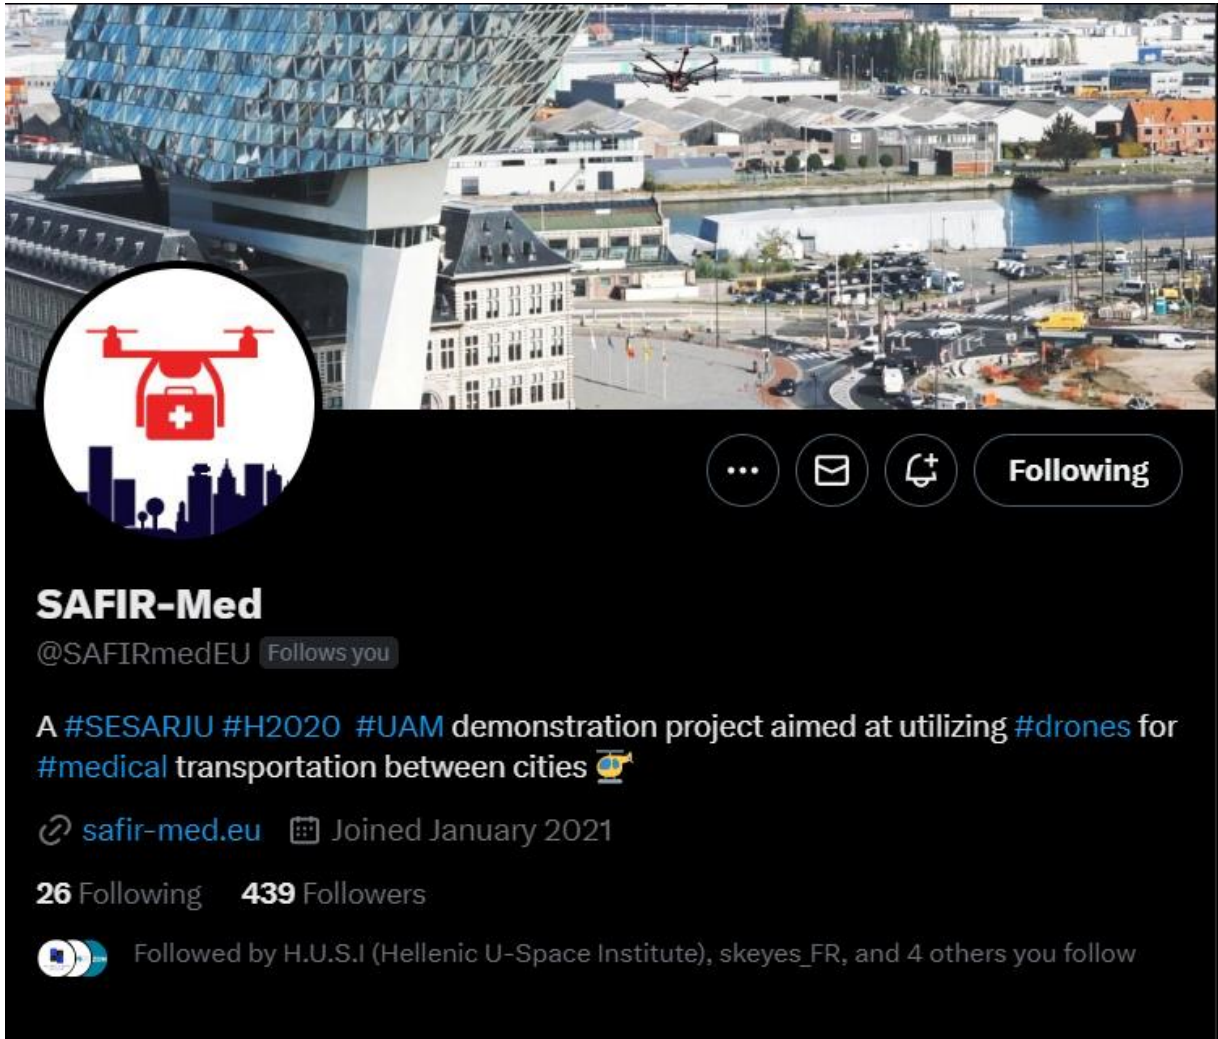 Following
SAFIR-Med
@SAFIRmedEU Follows you
A #SESARJU #H2020 #UAM demonstration project aimed at utilizing #drones for
#medical transportation between cities
safir-med.eu Joined January 2021
26 Following 439 Followers
Followed by H.U.S.I (Hellenic U-Space Institute), skeyes_FR, and 4 others you follow